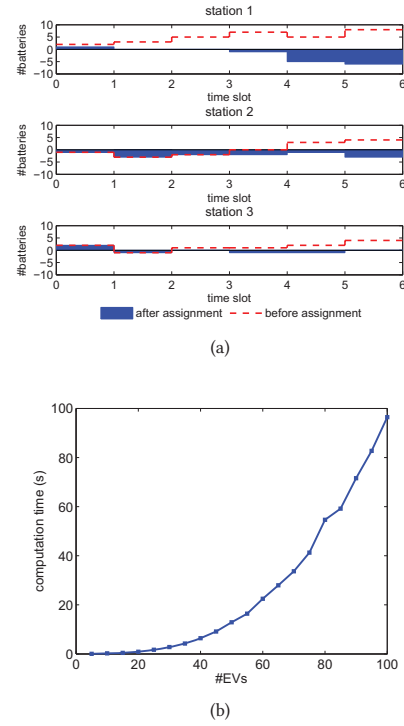 station 1
10
5
0
−5
−10
#batteries
0 1 2 3 4 5 6
time slot
station 2
10
5
0
−5
−10
#batteries
0 1 2 3 4 5 6
time slot
station 3
10
5
0
−5
−10
#batteries
0 1 2 3 4 5 6
time slot
after assignment before assignment
(a)
100
80
60
40
20
0
computation time (s)
0 20 40 60 80 100
#EVs
(b)